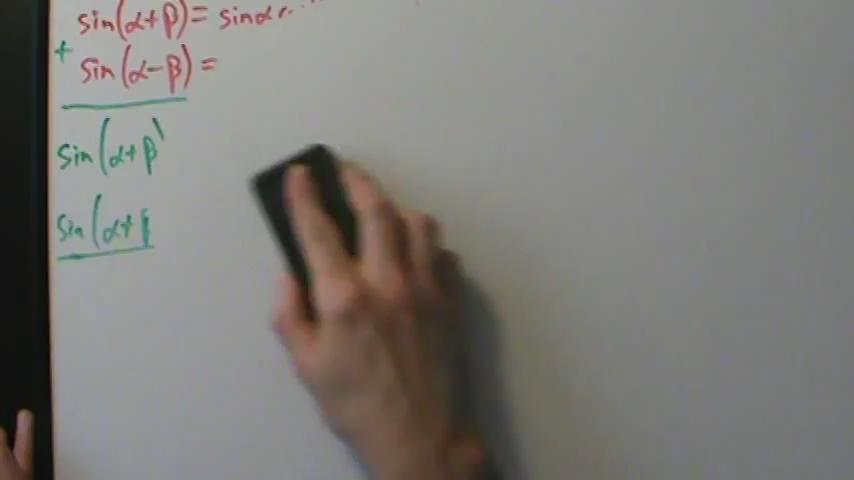 sin(α+β) = sinα
+ sin(α-β) =
sin(α+β
sin(α+